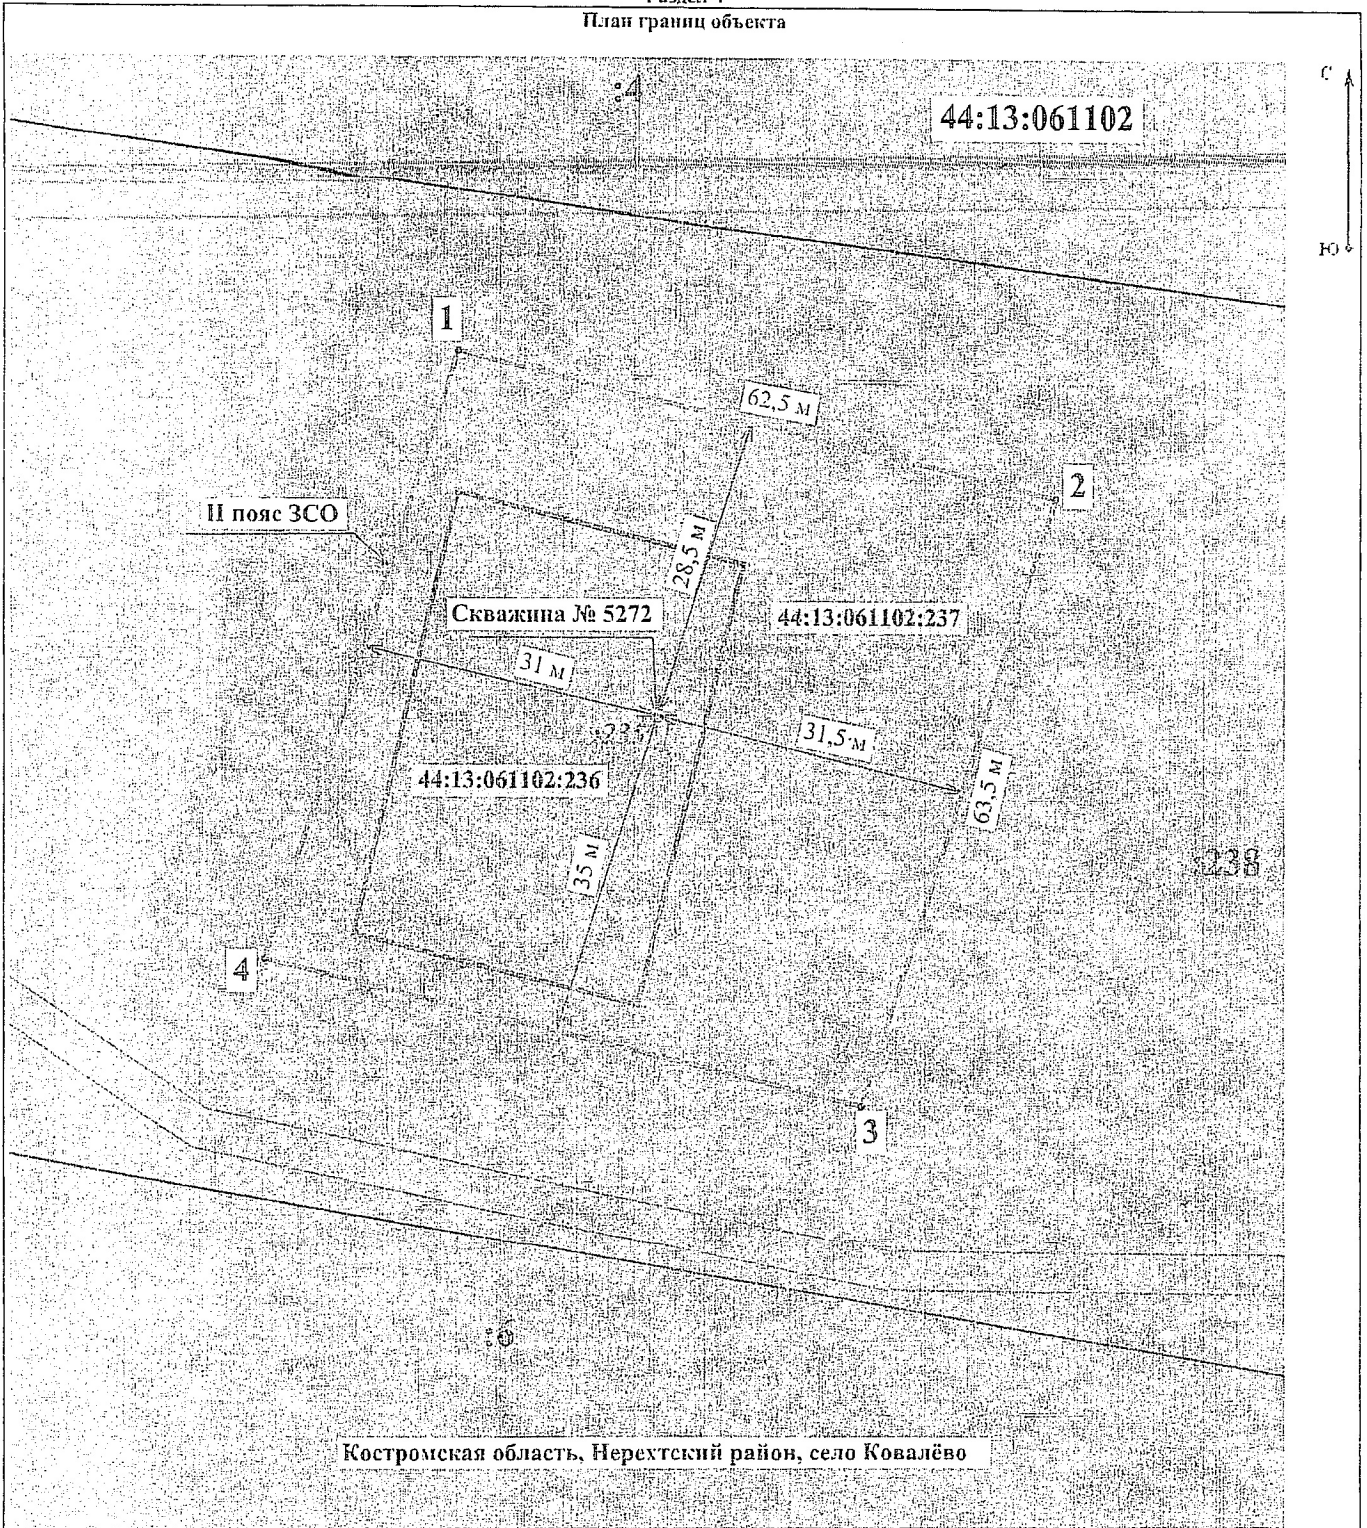 План границ объекта
:4
44:13:061102
С
Ю
1
62,5 м
2
II пояс ЗСО
28,5 м
Скважина № 5272
44:13:061102:237
31 м
31,5 м
44:13:061102:236
63,5 м
35 м
:238
4
3
:6
Костромская область, Нерехтский район, село Ковалёво